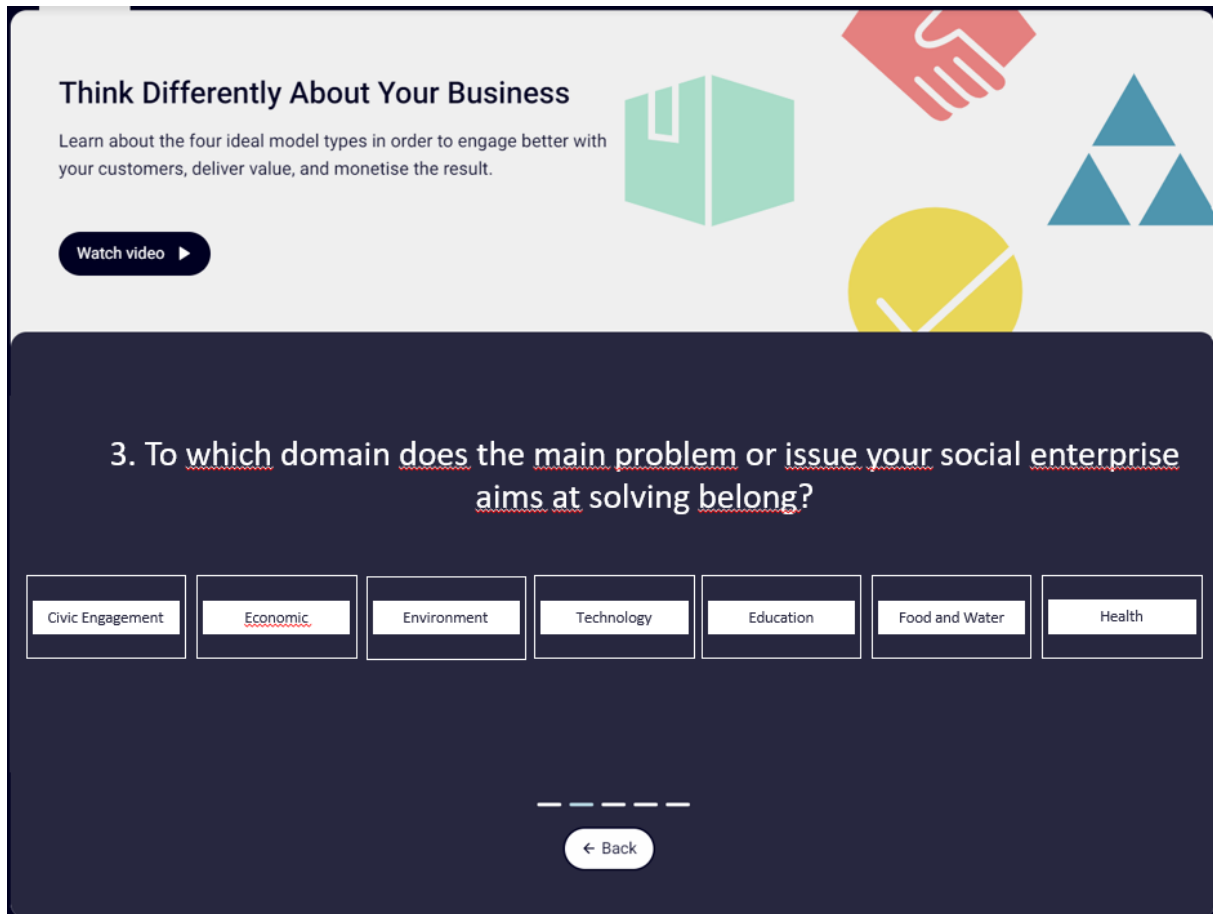 Think Differently About Your Business
Learn about the four ideal model types in order to engage better with
your customers, deliver value, and monetise the result.
Watch video
3. To which domain does the main problem or issue your social enterprise
aims at solving belong?
Civic Engagement
Economic
Environment
Technology
Education
Food and Water
Health
← Back